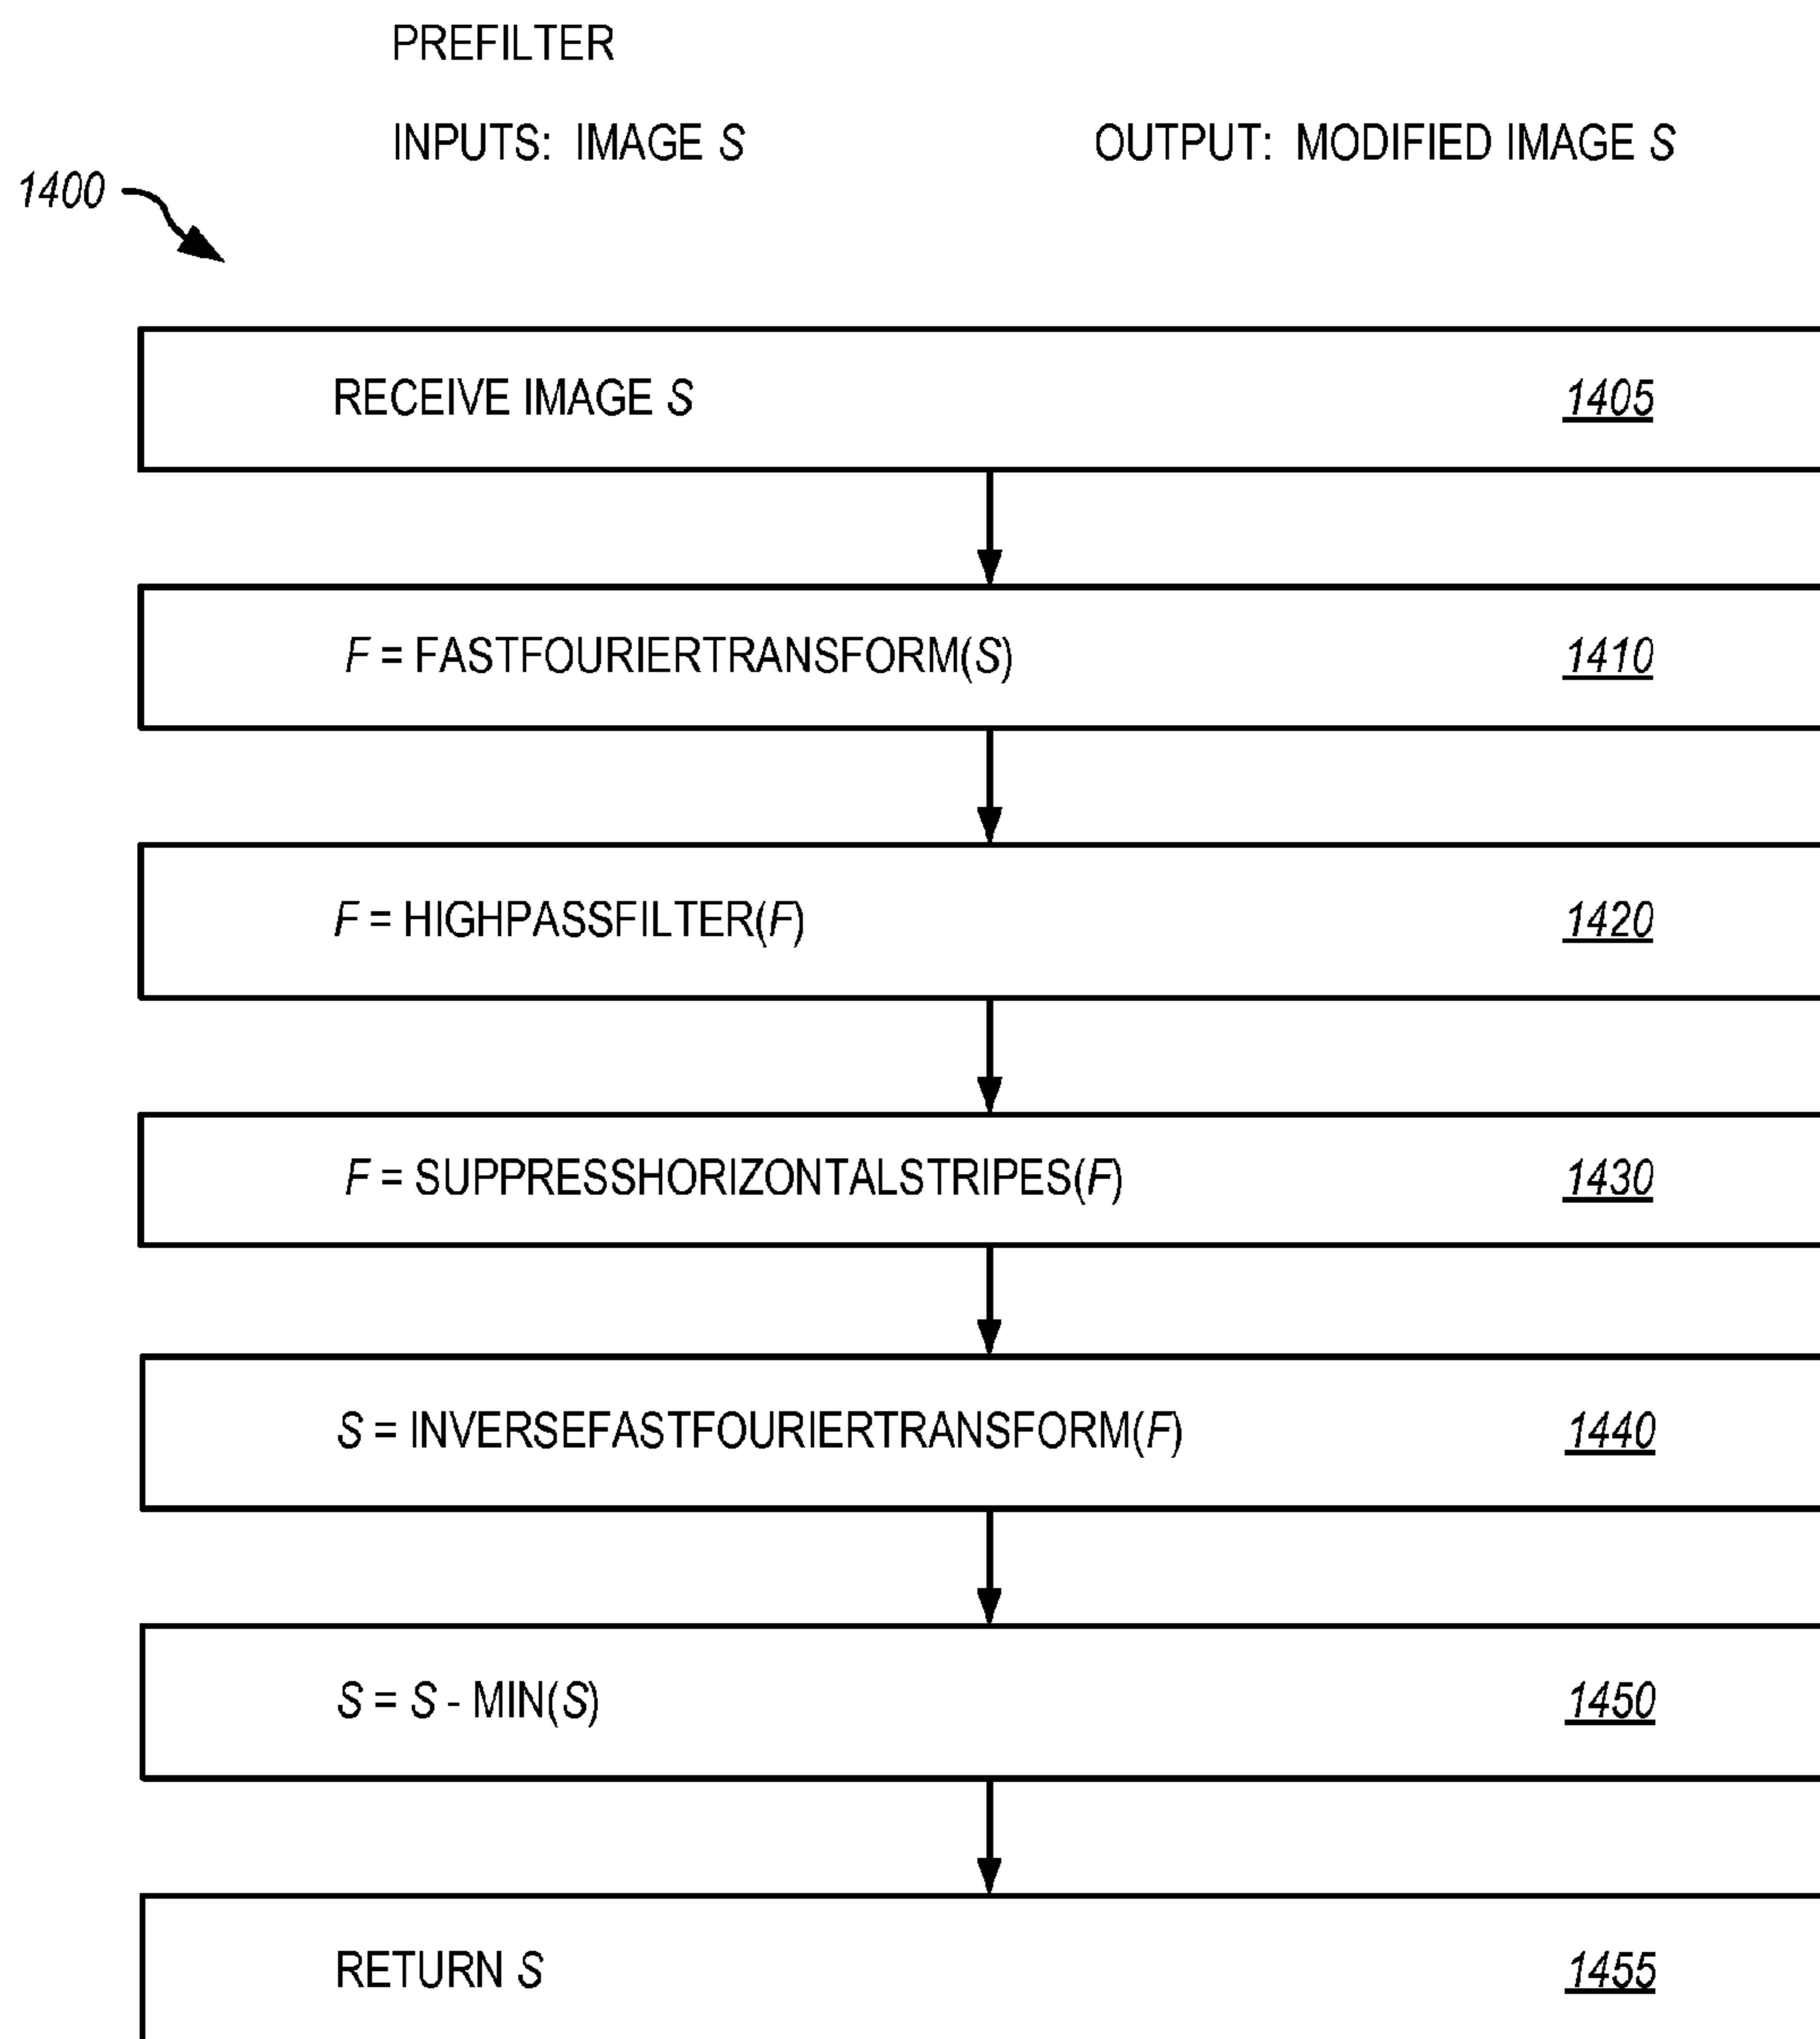 PREFILTER
INPUTS: IMAGE S OUTPUT: MODIFIED IMAGE S
1400
RECEIVE IMAGE S 1405
F = FASTFOURIERTRANSFORM(S) 1410
F = HIGHPASSFILTER(F) 1420
F = SUPPRESSHORIZONTALSTRIPES(F) 1430
S = INVERSEFASTFOURIERTRANSFORM(F) 1440
S = S - MIN(S) 1450
RETURN S 1455